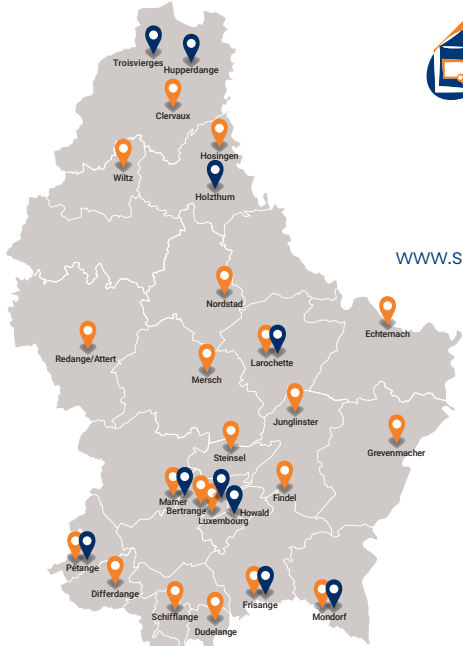 Troisvierges
Hupperdange
Clervaux
Hosingen
Wiltz
Holzthum
www.s
Nordstad
Echternach
Redange/Attert
Larochette
Mersch
Junglinster
Steinsel
Grevenmacher
Findel
Mamer
Bertrange
Howald
Luxembourg
Pétange
Differdange
Schifflange
Frisange
Mondorf
Dudelange